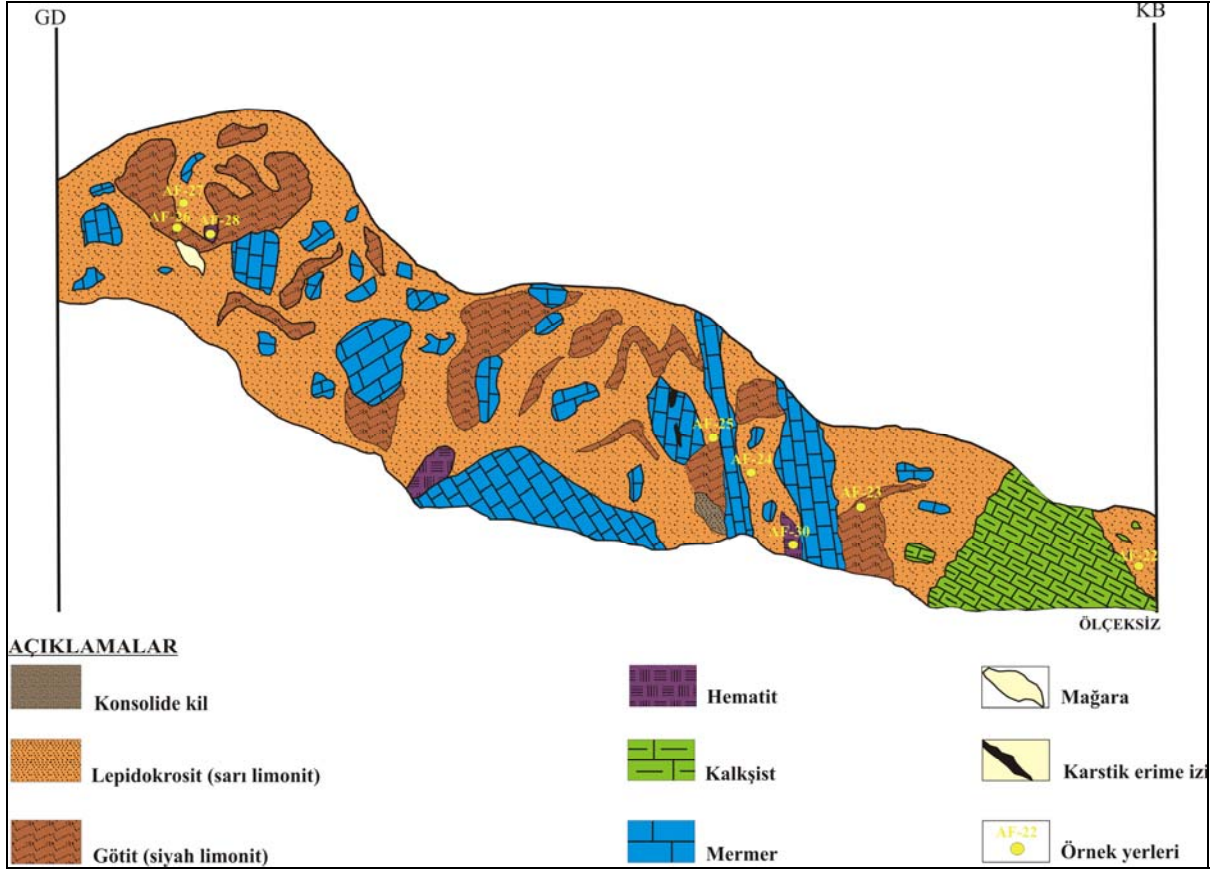 GD
KB
AF-27
AF-26
AF-28
AF-25
AF-24
AF-23
AF-30
AF-22
ÖLÇEKSİZ
AÇIKLAMALAR
Konsolide kil
Hematit
Mağara
Lepidokrosit (sarı limonit)
Kalkşist
Karstik erime izi
Götit (siyah limonit)
Mermer
AF-22
Örnek yerleri